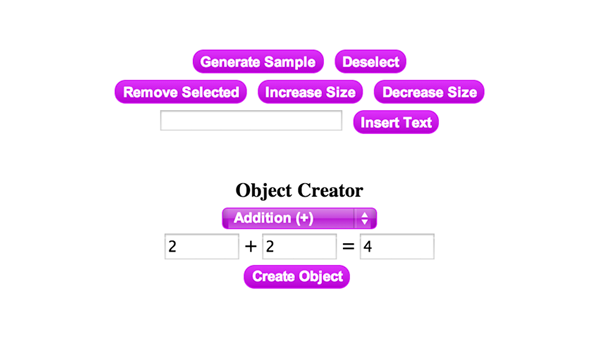 Generate Sample Deselect
Remove Selected Increase Size Decrease Size
Insert Text
Object Creator
Addition (+)
2 + 2 = 4
Create Object